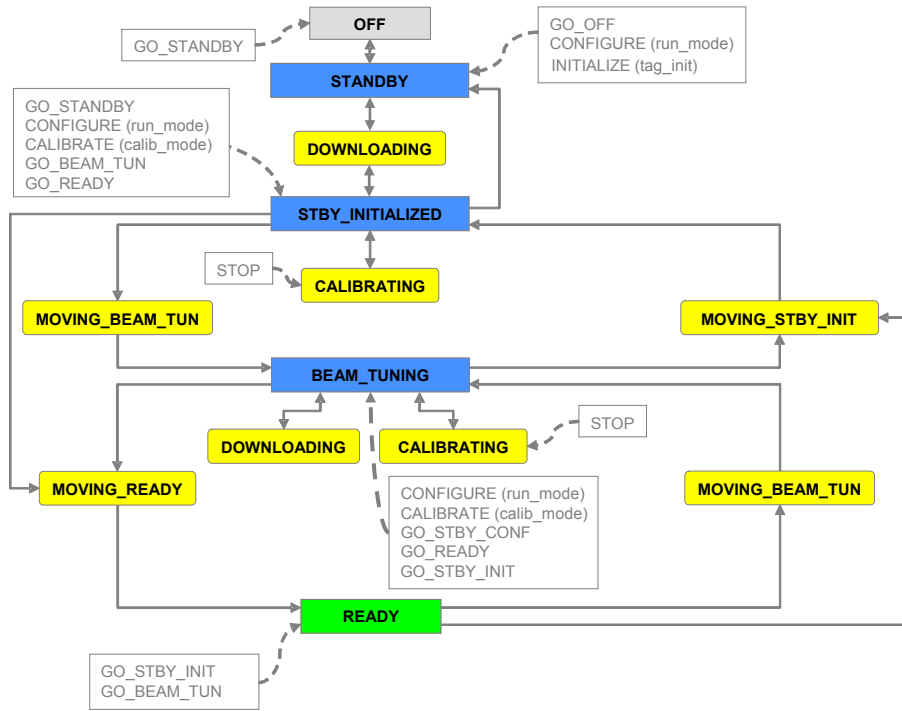 OFF
GO_STANDBY
GO_OFF
CONFIGURE (run_mode)
INITIALIZE (tag_init)
STANDBY
GO_STANDBY
CONFIGURE (run_mode)
CALIBRATE (calib_mode)
GO_BEAM_TUN
GO_READY
DOWNLOADING
STBY_INITIALIZED
STOP
CALIBRATING
MOVING_BEAM_TUN
MOVING_STBY_INIT
BEAM_TUNING
DOWNLOADING
CALIBRATING
STOP
MOVING_READY
CONFIGURE (run_mode)
CALIBRATE (calib_mode)
GO_STBY_CONF
GO_READY
GO_STBY_INIT
MOVING_BEAM_TUN
READY
GO_STBY_INIT
GO_BEAM_TUN